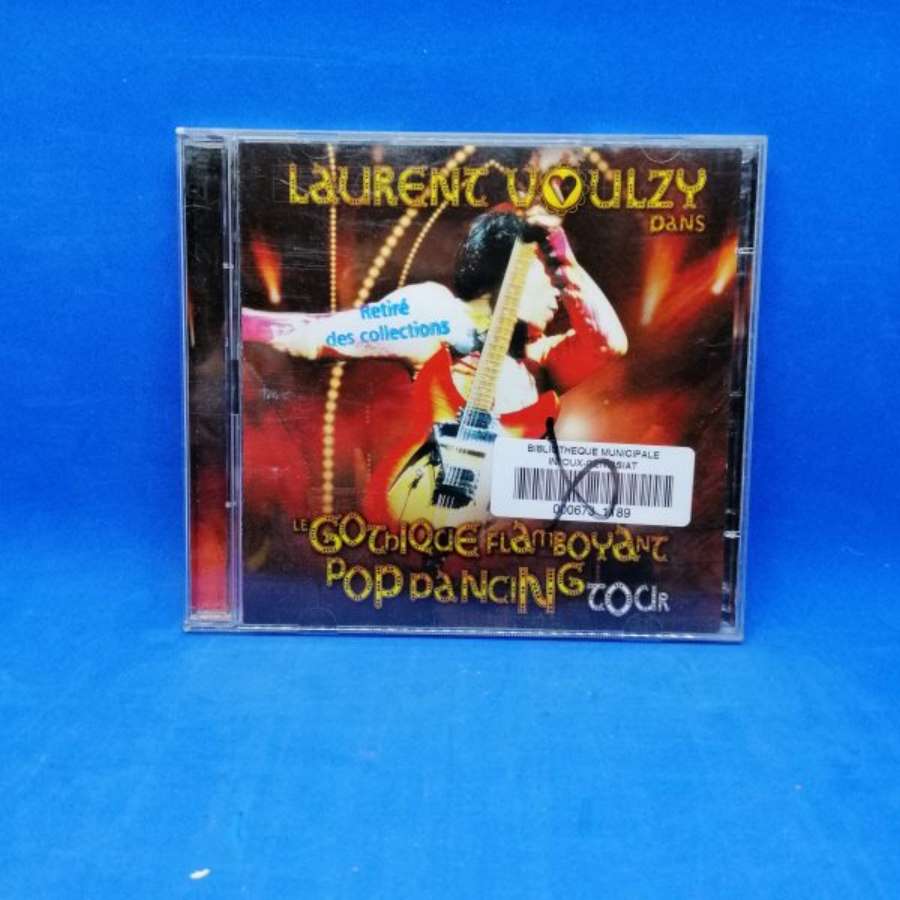 LAURENT VOULZY
DANS
Retiré
des collections
BIBLIOTHEQUE MUNICIPALE
LE GOTHIQUE FLAMBOYANT
POP DANCING TOUR